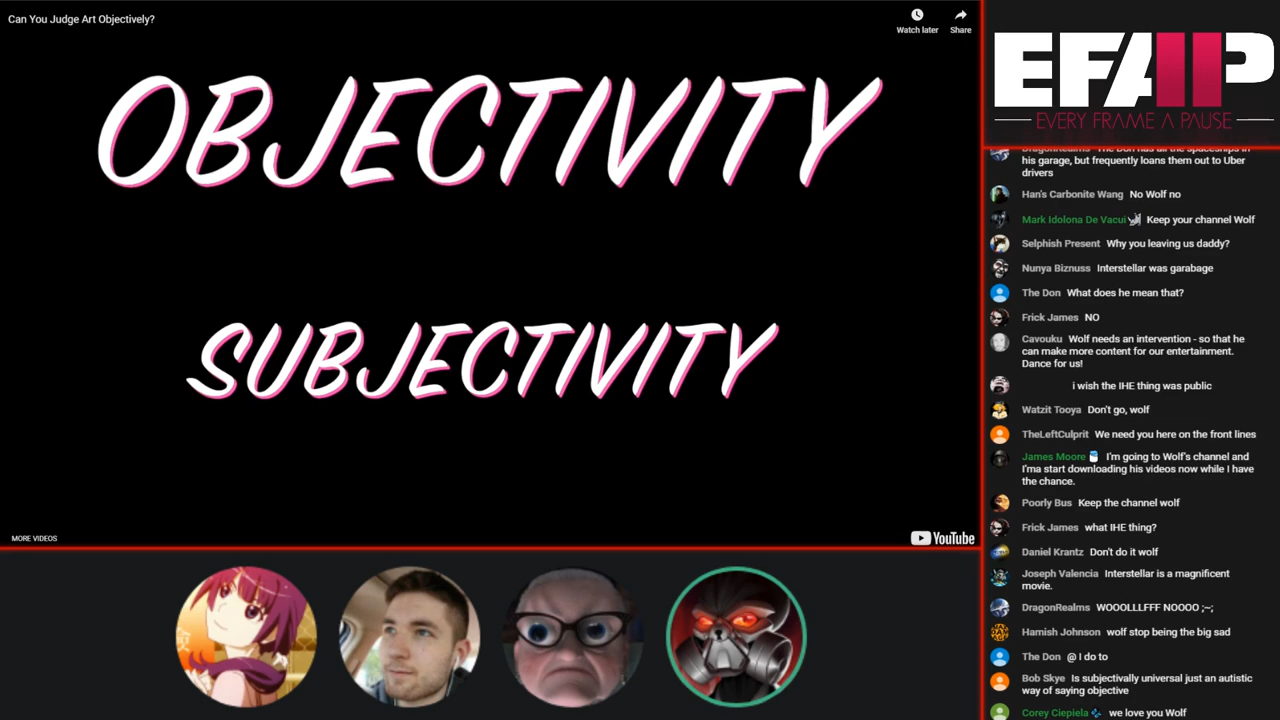 Can You Judge Art Objectively?
Watch later
Share
OBJECTIVITY
SUBJECTIVITY
MORE VIDEOS
YouTube
EFAP
EVERY FRAME A PAUSE
DragonRealms The Don has all the spaceships in
his garage, but frequently loans them out to Uber
drivers
Han's Carbonite Wang No Wolf no
Mark Idolona De Vacui Keep your channel Wolf
Selphish Present Why you leaving us daddy?
Nunya Biznuss Interstellar was garabage
The Don What does he mean that?
Frick James NO
Cavouku Wolf needs an intervention - so that he
can make more content for our entertainment.
Dance for us!
i wish the IHE thing was public
Watzit Tooya Don't go, wolf
TheLeftCulprit We need you here on the front lines
James Moore I'm going to Wolf's channel and
I'ma start downloading his videos now while I have
the chance.
Poorly Bus Keep the channel wolf
Frick James what IHE thing?
Daniel Krantz Don't do it wolf
Joseph Valencia Interstellar is a magnificent
movie.
DragonRealms WOOOLLLFFF NOOOO ;~;
Hamish Johnson wolf stop being the big sad
The Don @ I do to
Bob Skye Is subjectivally universal just an autistic
way of saying objective
Corey Ciepiela we love you Wolf